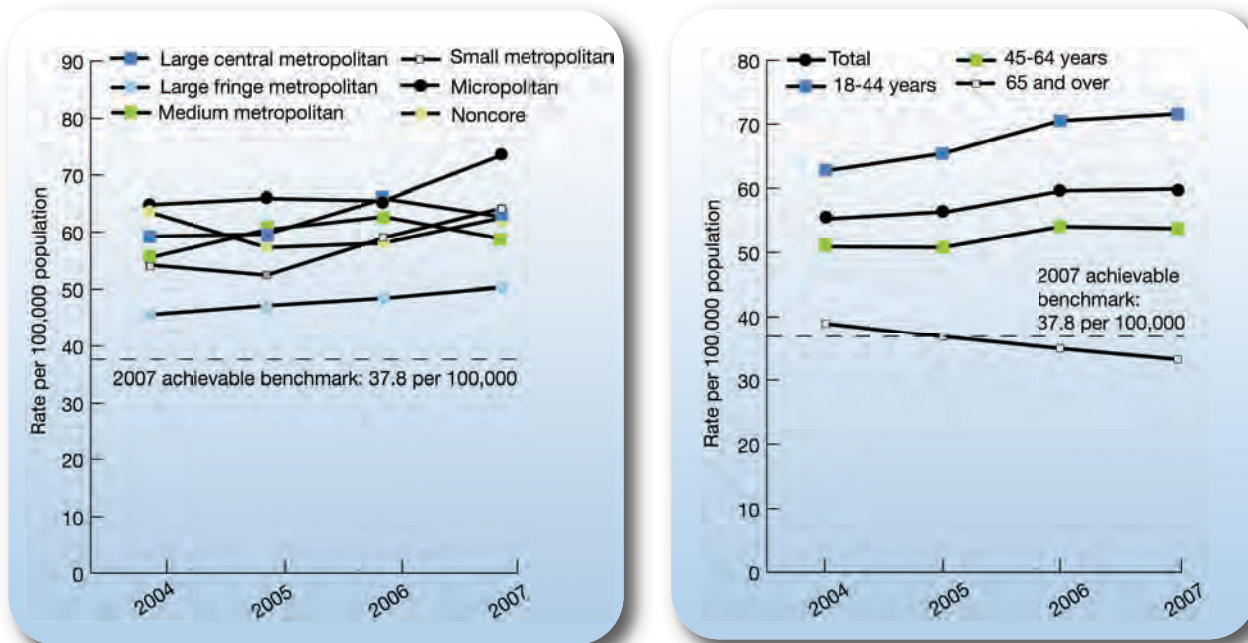 Large central metropolitan
Small metropolitan
Large fringe metropolitan
Micropolitan
Medium metropolitan
Noncore
Rate per 100,000 population
90
80
70
60
50
40
30
20
10
0
2007 achievable benchmark: 37.8 per 100,000
2004
2005
2006
2007
Total
45-64 years
18-44 years
65 and over
Rate per 100,000 population
80
70
60
50
40
30
20
10
0
2007 achievable
benchmark:
37.8 per 100,000
2004
2005
2006
2007